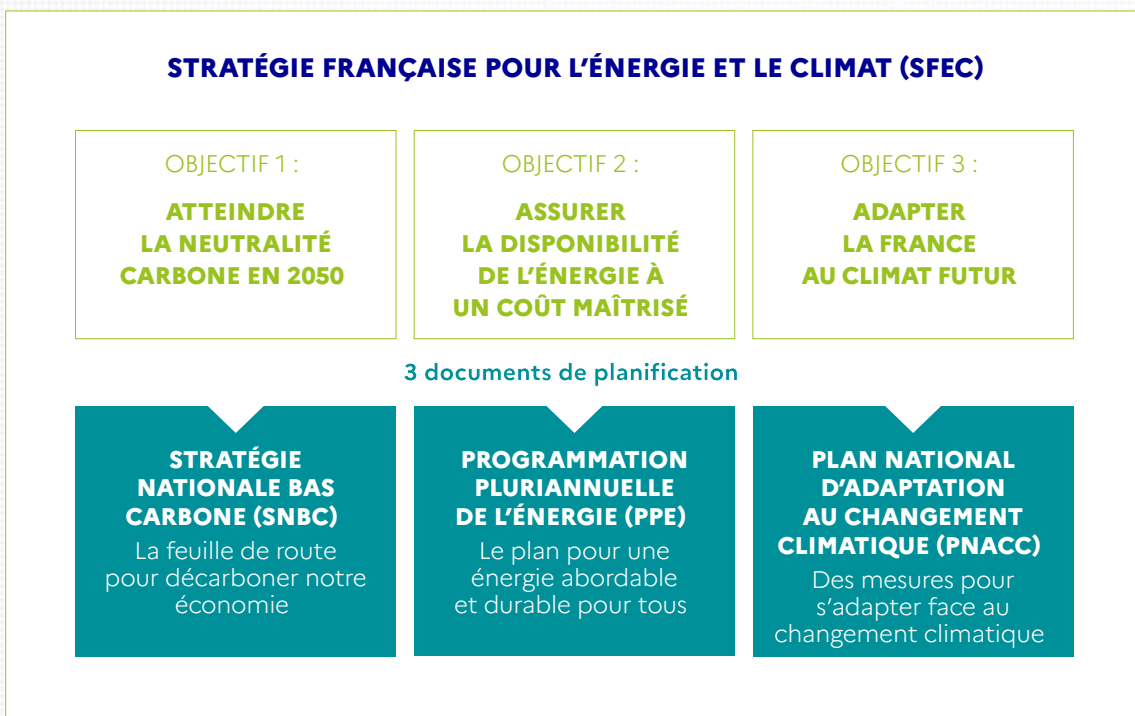 STRATÉGIE FRANÇAISE POUR L’ÉNERGIE ET LE CLIMAT (SFEC)
OBJECTIF 1 :
ATTEINDRE
LA NEUTRALITÉ
CARBONE EN 2050
OBJECTIF 2 :
ASSURER
LA DISPONIBILITÉ
DE L’ÉNERGIE À
UN COÛT MAÎTRISÉ
OBJECTIF 3 :
ADAPTER
LA FRANCE
AU CLIMAT FUTUR
3 documents de planification
STRATÉGIE
NATIONALE BAS
CARBONE (SNBC)
La feuille de route
pour décarboner notre
économie
PROGRAMMATION
PLURIANNUELLE
DE L’ÉNERGIE (PPE)
Le plan pour une
énergie abordable
et durable pour tous
PLAN NATIONAL
D’ADAPTATION
AU CHANGEMENT
CLIMATIQUE (PNACC)
Des mesures pour
s’adapter face au
changement climatique